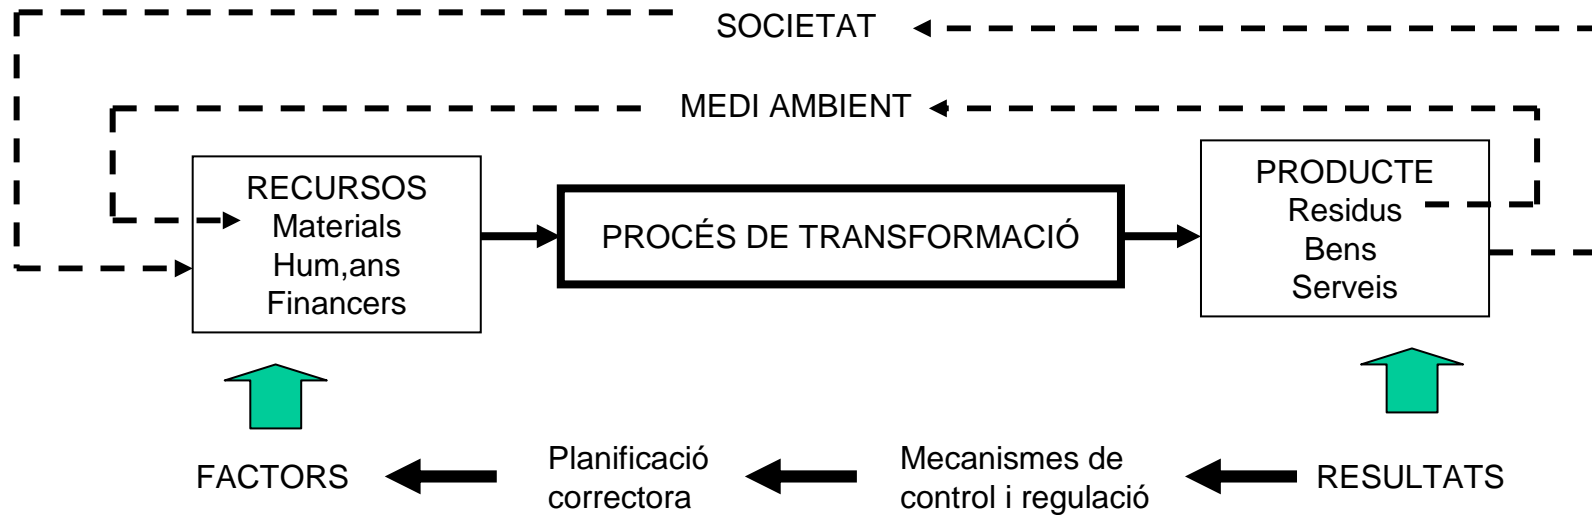 SOCIETAT
MEDI AMBIENT
RECURSOS
Materials
Hum,ans
Financers
PROCÉS DE TRANSFORMACIÓ
PRODUCTE
Residus
Bens
Serveis
FACTORS
Planificació
correctora
Mecanismes de
control i regulació
RESULTATS